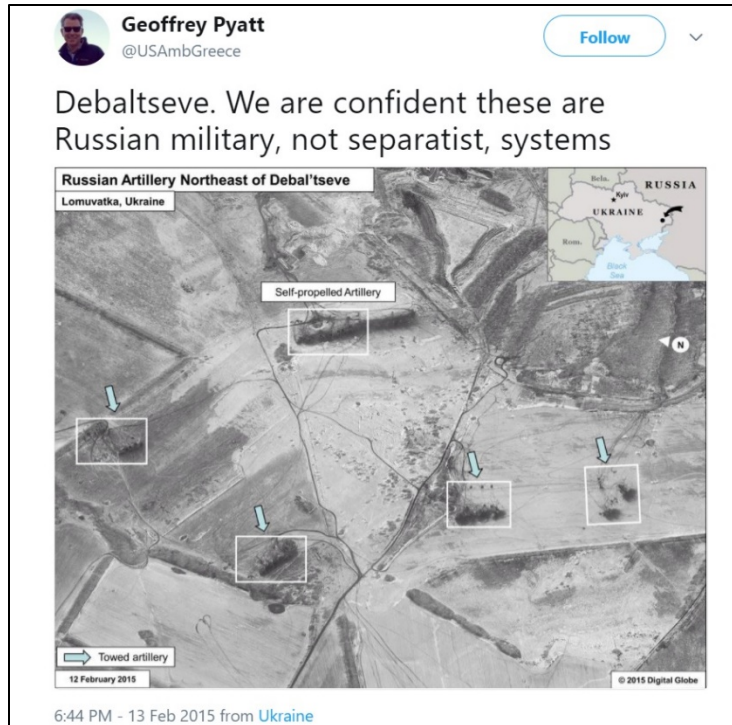 Geoffrey Pyatt
@USAmbGreece
Follow
Debaltseve. We are confident these are
Russian military, not separatist, systems
Russian Artillery Northeast of Debal'tseve
Lomuvatka, Ukraine
Bela.
RUSSIA
Kyiv
UKRAINE
Rom.
Black
Sea
Self-propelled Artillery
N
Towed artillery
12 February 2015
© 2015 Digital Globe
6:44 PM - 13 Feb 2015 from Ukraine